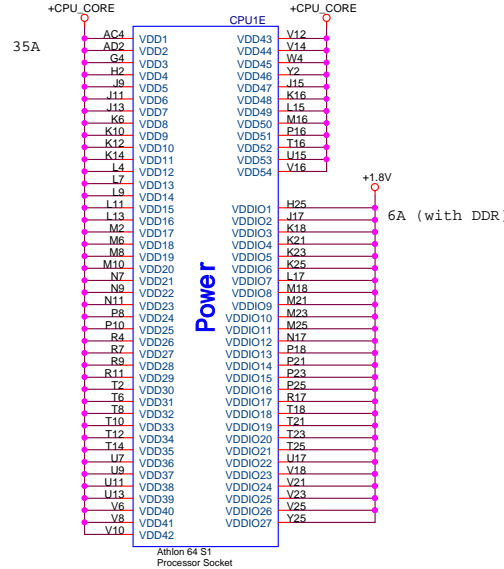 +CPU_CORE +CPU_CORE
CPU1E
35A
AC4 VDD1 VDD43 V12
AD2 VDD2 VDD44 V14
G4 VDD3 VDD45 W4
H2 VDD4 VDD46 Y2
J9 VDD5 VDD47 J15
J11 VDD6 VDD48 K16
J13 VDD7 VDD49 L15
K6 VDD8 VDD50 M16
K10 VDD9 VDD51 P16
K12 VDD10 VDD52 T16
K14 VDD11 VDD53 U15
L4 VDD12 VDD54 V16
L7 VDD13
+1.8V
L9 VDD14
L11 VDD15 VDDIO1 H25
L13 VDD16 VDDIO2 J17 6A (with DDR)
M2 VDD17 VDDIO3 K18
M6 VDD18 VDDIO4 K21
M8 VDD19 VDDIO5 K23
M10 VDD20 VDDIO6 K25
N7 VDD21 VDDIO7 L17
N9 VDD22 VDDIO8 M18
N11 VDD23 VDDIO9 M21
P8 VDD24 VDDIO10 M23
P10 VDD25 VDDIO11 M25
R4 VDD26 VDDIO12 N17
R7 VDD27 VDDIO13 P18
R9 VDD28 VDDIO14 P21
R11 VDD29 VDDIO15 P23
T2 VDD30 VDDIO16 P25
T6 VDD31 VDDIO17 R17
T8 VDD32 VDDIO18 T18
T10 VDD33 VDDIO19 T21
T12 VDD34 VDDIO20 T23
T14 VDD35 VDDIO21 T25
U7 VDD36 VDDIO22 U17
U9 VDD37 VDDIO23 V18
U11 VDD38 VDDIO24 V21
U13 VDD39 VDDIO25 V23
V6 VDD40 VDDIO26 V25
V8 VDD41 VDDIO27 Y25
V10 VDD42
Power
Athlon 64 S1
Processor Socket